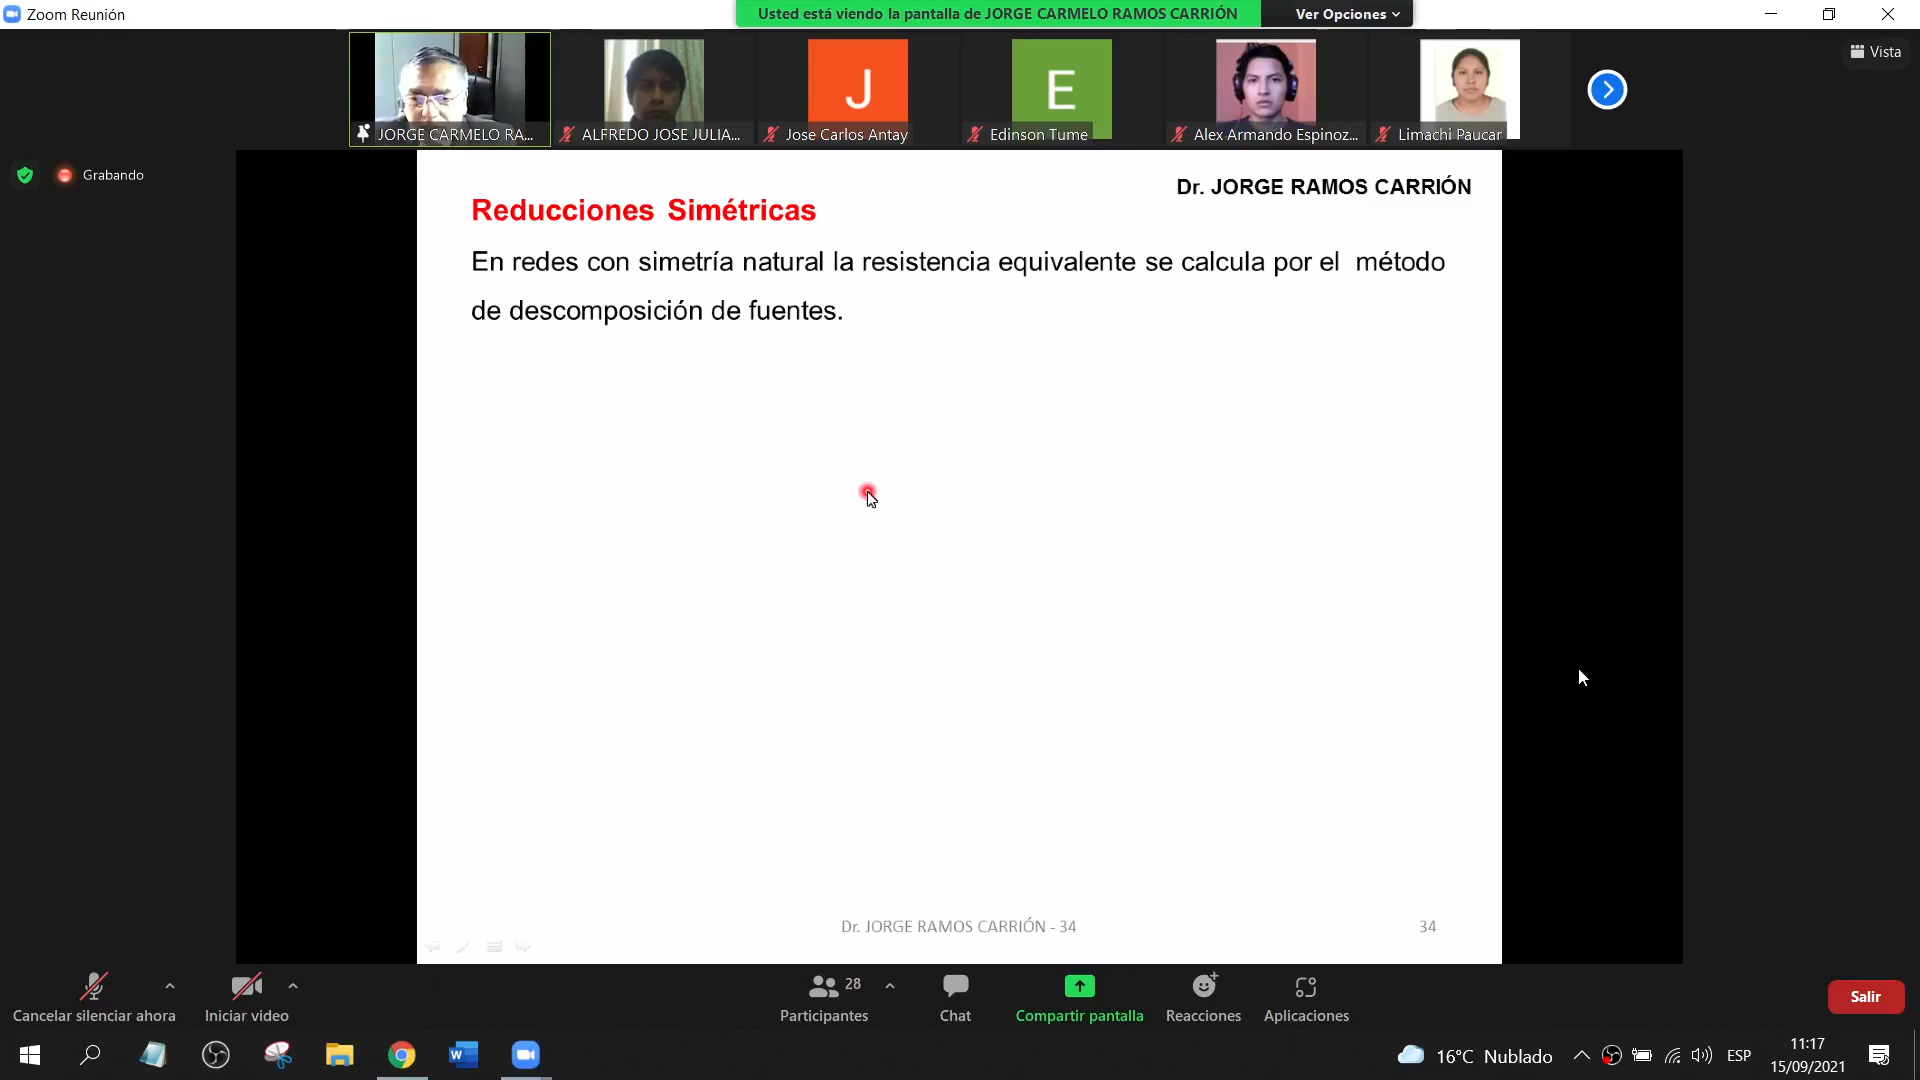 Zoom Reunión
Usted está viendo la pantalla de JORGE CARMELO RAMOS CARRIÓN
Ver Opciones
Vista
J
E
JORGE CARMELO RA...
ALFREDO JOSE JULIA...
Jose Carlos Antay
Edinson Tume
Alex Armando Espinoz...
Limachi Paucar
Grabando
Dr. JORGE RAMOS CARRIÓN
Reducciones Simétricas
En redes con simetría natural la resistencia equivalente se calcula por el método
de descomposición de fuentes.
Dr. JORGE RAMOS CARRIÓN - 34
34
Cancelar silenciar ahora
Iniciar video
28
Participantes
Chat
Compartir pantalla
Reacciones
Aplicaciones
Salir
16°C Nublado
ESP
11:17
15/09/2021